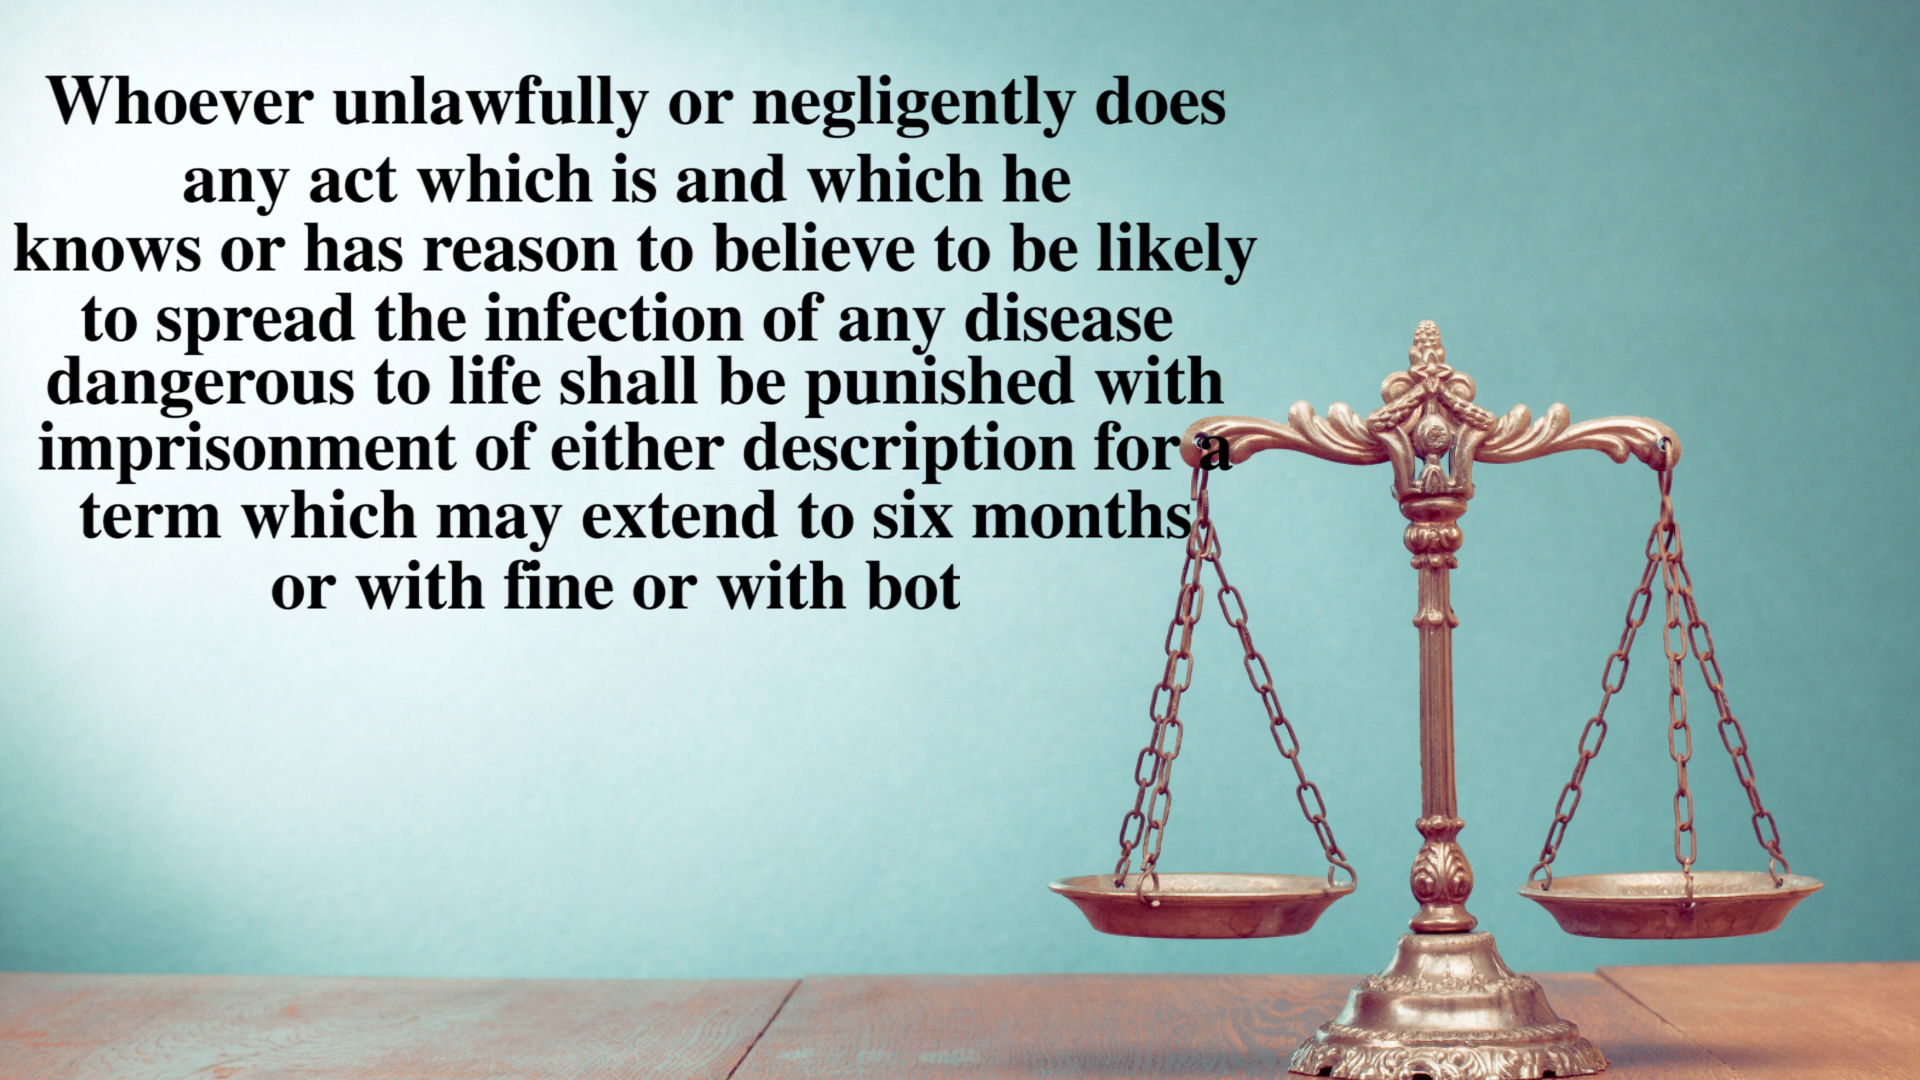 Whoever unlawfully or negligently does
any act which is and which he
knows or has reason to believe to be likely
to spread the infection of any disease
dangerous to life shall be punished with
imprisonment of either description for a
term which may extend to six months
or with fine or with bot